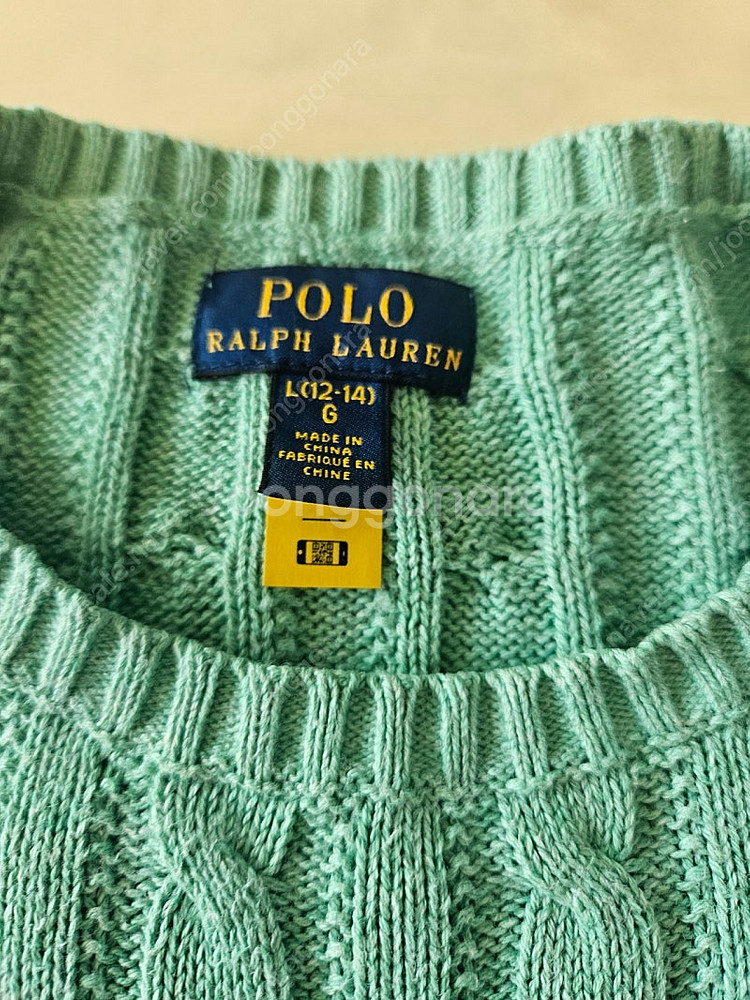 POLO
RALPH LAUREN
L(12-14)
G
MADE IN
CHINA
FABRIQUÉ EN
CHINE
joonggonara